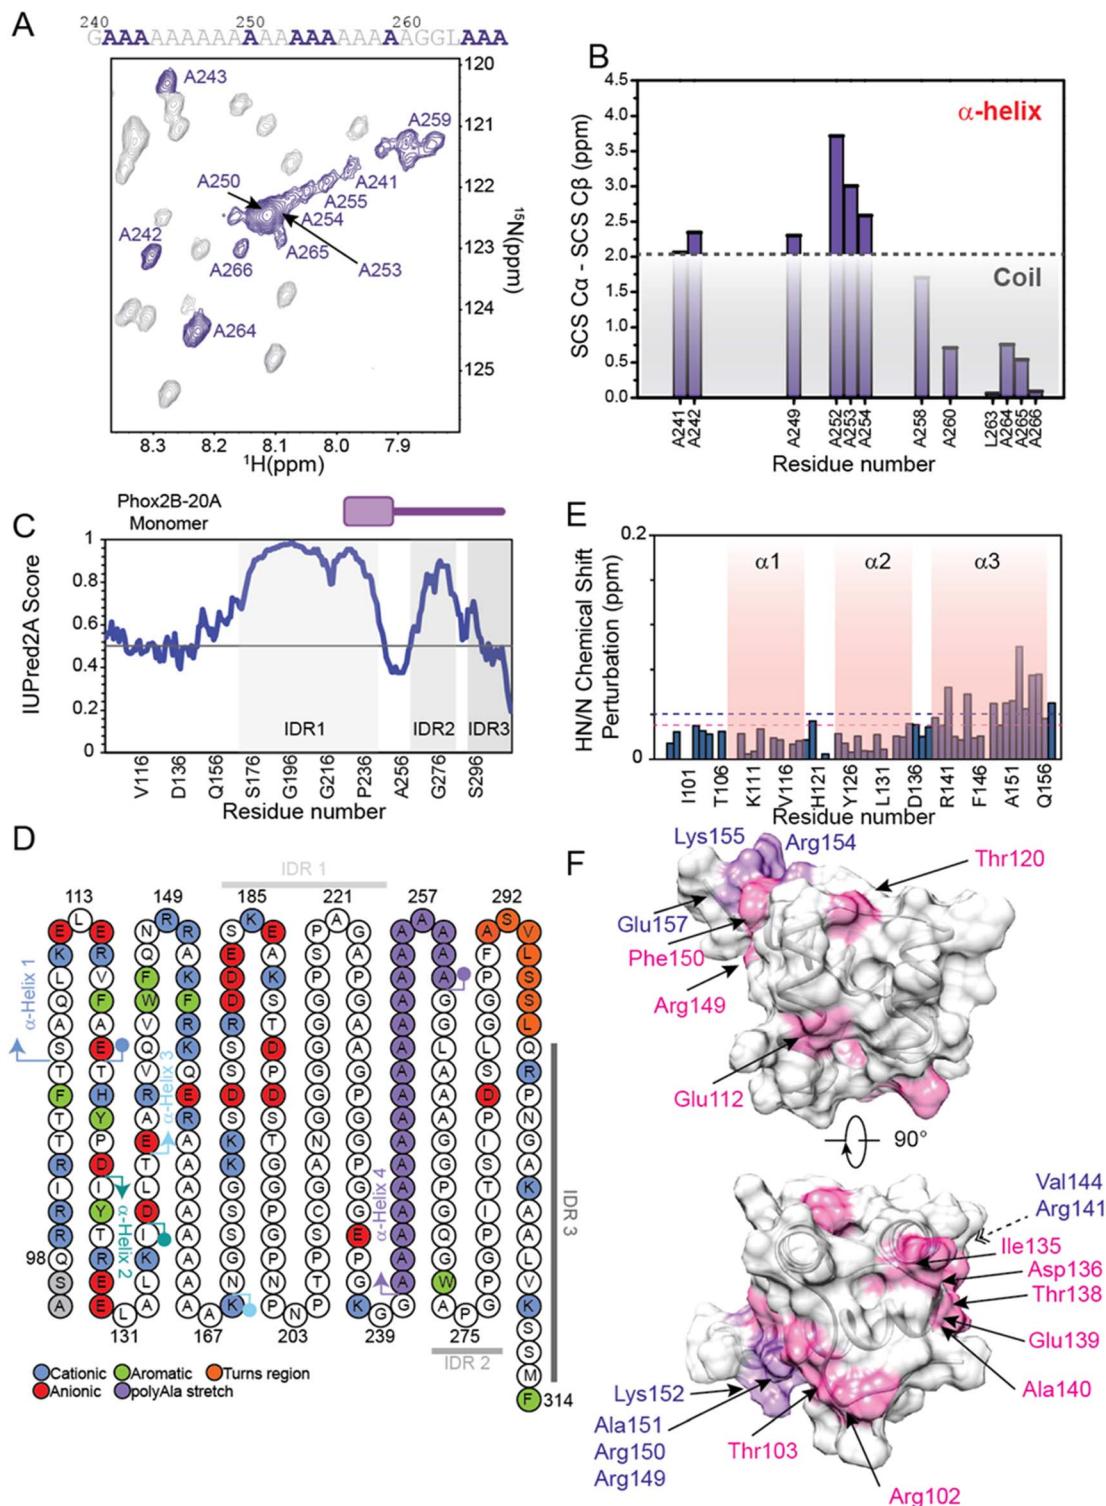 A
240 250 260
GAAAAAAAAAAAAAAAAAAAAAGGLAAA
A243
A259
A250
A241
A255
A254
A242
A265
A266
A253
A264
120
121
122
123
124
125
¹⁵N(ppm)
8.3 8.2 8.1 8.0 7.9
¹H(ppm)
B
4.5
4.0
3.5
3.0
2.5
2.0
1.5
1.0
0.5
0.0
SCS Cα - SCS Cβ (ppm)
α-helix
Coil
A241 A242 A249 A252 A253 A254 A258 A260 L263 A264 A265 A266
Residue number
C
Phox2B-20A
Monomer
1
0.8
0.6
0.4
0.2
0
IUPred2A Score
IDR1 IDR2 IDR3
V116 D136 Q156 S176 G196 G216 P236 A256 G276 S296
Residue number
E
0.2
0
HN/N Chemical Shift
Perturbation (ppm)
α1 α2 α3
I101 T106 K111 V116 H121 Y126 L131 D136 R141 F146 A151 Q156
Residue number
D
IDR 1
113 149 185 221 257 292
α-Helix 1
α-Helix 2
α-Helix 3
α-Helix 4
98
131 167 203 239 275
IDR 2
IDR 3
314
Cationic Aromatic Turns region
Anionic polyAla stretch
F
Lys155 Arg154
Thr120
Glu157
Phe150
Arg149
Glu112
90°
Val144
Arg141
Ile135
Asp136
Thr138
Glu139
Ala140
Lys152
Ala151
Arg150
Arg149
Thr103
Arg102